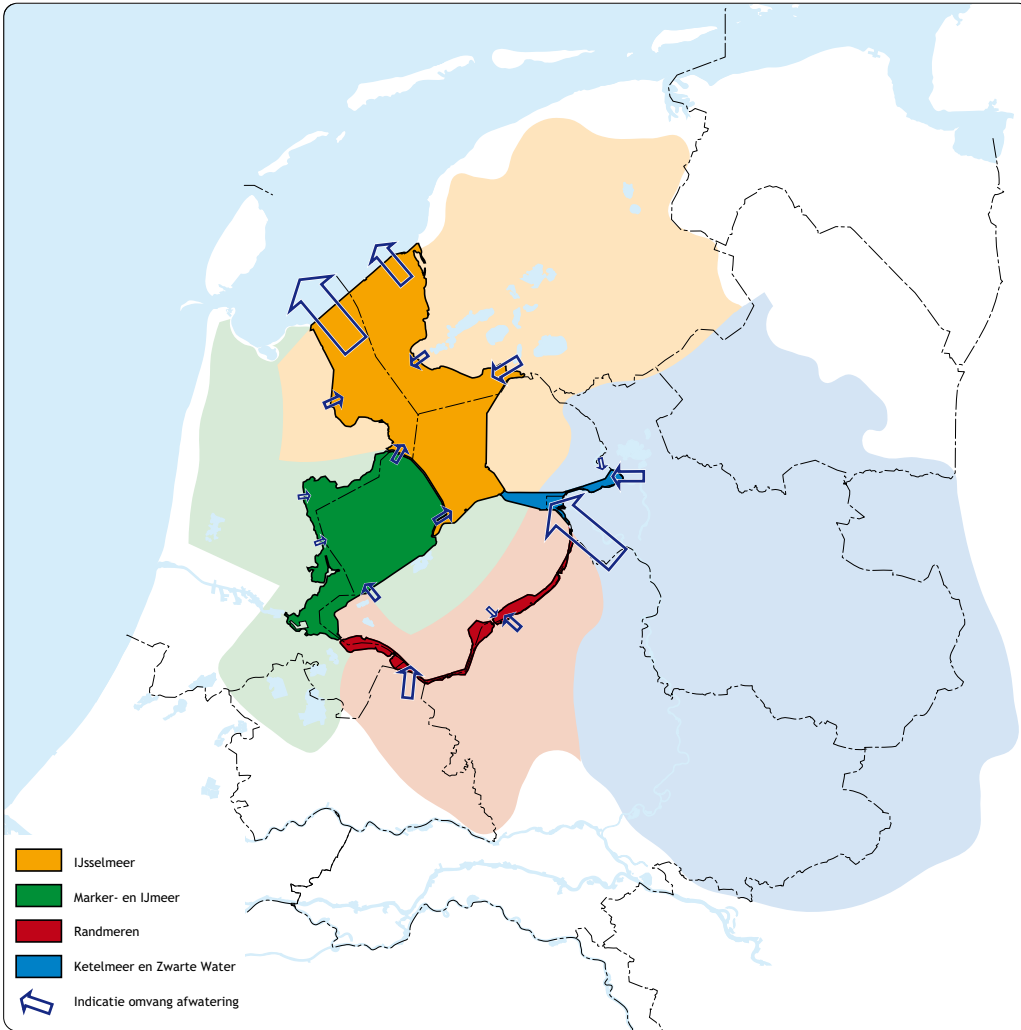 IJsselmeer
Marker- en IJmeer
Randmeren
Ketelmeer en Zwarte Water
Indicatie omvang afwatering